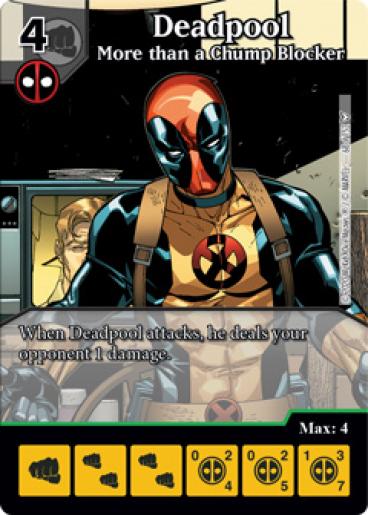 4
Deadpool
More than a Chump Blocker
When Deadpool attacks, he deals your
opponent 1 damage.
Max: 4
0 2
4
0 2
5
1 3
7